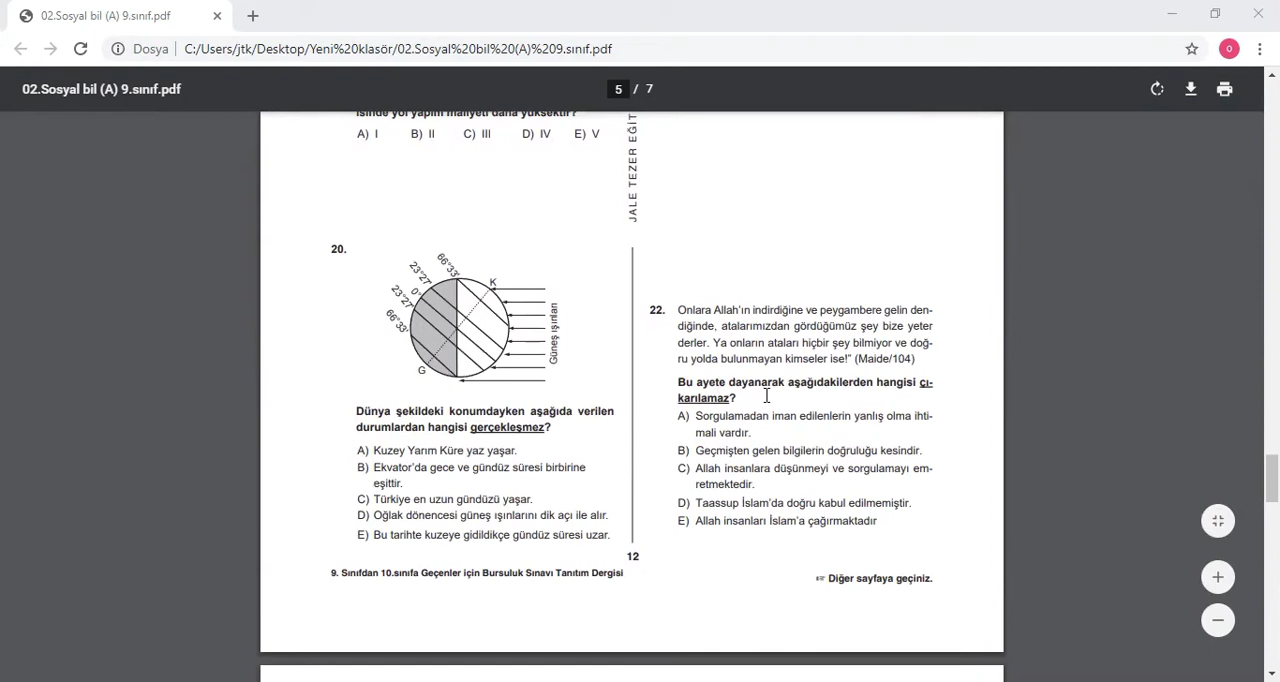 02.Sosyal bil (A) 9.sınıf.pdf
Dosya
C:/Users/jtk/Desktop/Yeni%20klasör/02.Sosyal%20bil%20(A)%209.sınıf.pdf
O
02.Sosyal bil (A) 9.sınıf.pdf
5 / 7
isinde yol yapım maliyeti daha yüksektir?
A) I B) II C) III D) IV E) V
JALE TEZER EĞİT
20.
66°33'
23°27'
0°
23°27'
66°33'
K
G
Güneş ışınları
Dünya şekildeki konumdayken aşağıda verilen
durumlardan hangisi gerçekleşmez?
A) Kuzey Yarım Küre yaz yaşar.
B) Ekvator'da gece ve gündüz süresi birbirine
eşittir.
C) Türkiye en uzun gündüzü yaşar.
D) Oğlak dönencesi güneş ışınlarını dik açı ile alır.
E) Bu tarihte kuzeye gidildikçe gündüz süresi uzar.
9. Sınıfdan 10.sınıfa Geçenler için Bursuluk Sınavı Tanıtım Dergisi
22. Onlara Allah'ın indirdiğine ve peygambere gelin den-
diğinde, atalarımızdan gördüğümüz şey bize yeter
derler. Ya onların ataları hiçbir şey bilmiyor ve doğ-
ru yolda bulunmayan kimseler ise!” (Maide/104)
Bu ayete dayanarak aşağıdakilerden hangisi çı-
karılamaz?
A) Sorgulamadan iman edilenlerin yanlış olma ihti-
mali vardır.
B) Geçmişten gelen bilgilerin doğruluğu kesindir.
C) Allah insanlara düşünmeyi ve sorgulamayı em-
retmektedir.
D) Taassup İslam'da doğru kabul edilmemiştir.
E) Allah insanları İslam'a çağırmaktadır
12
Diğer sayfaya geçiniz.